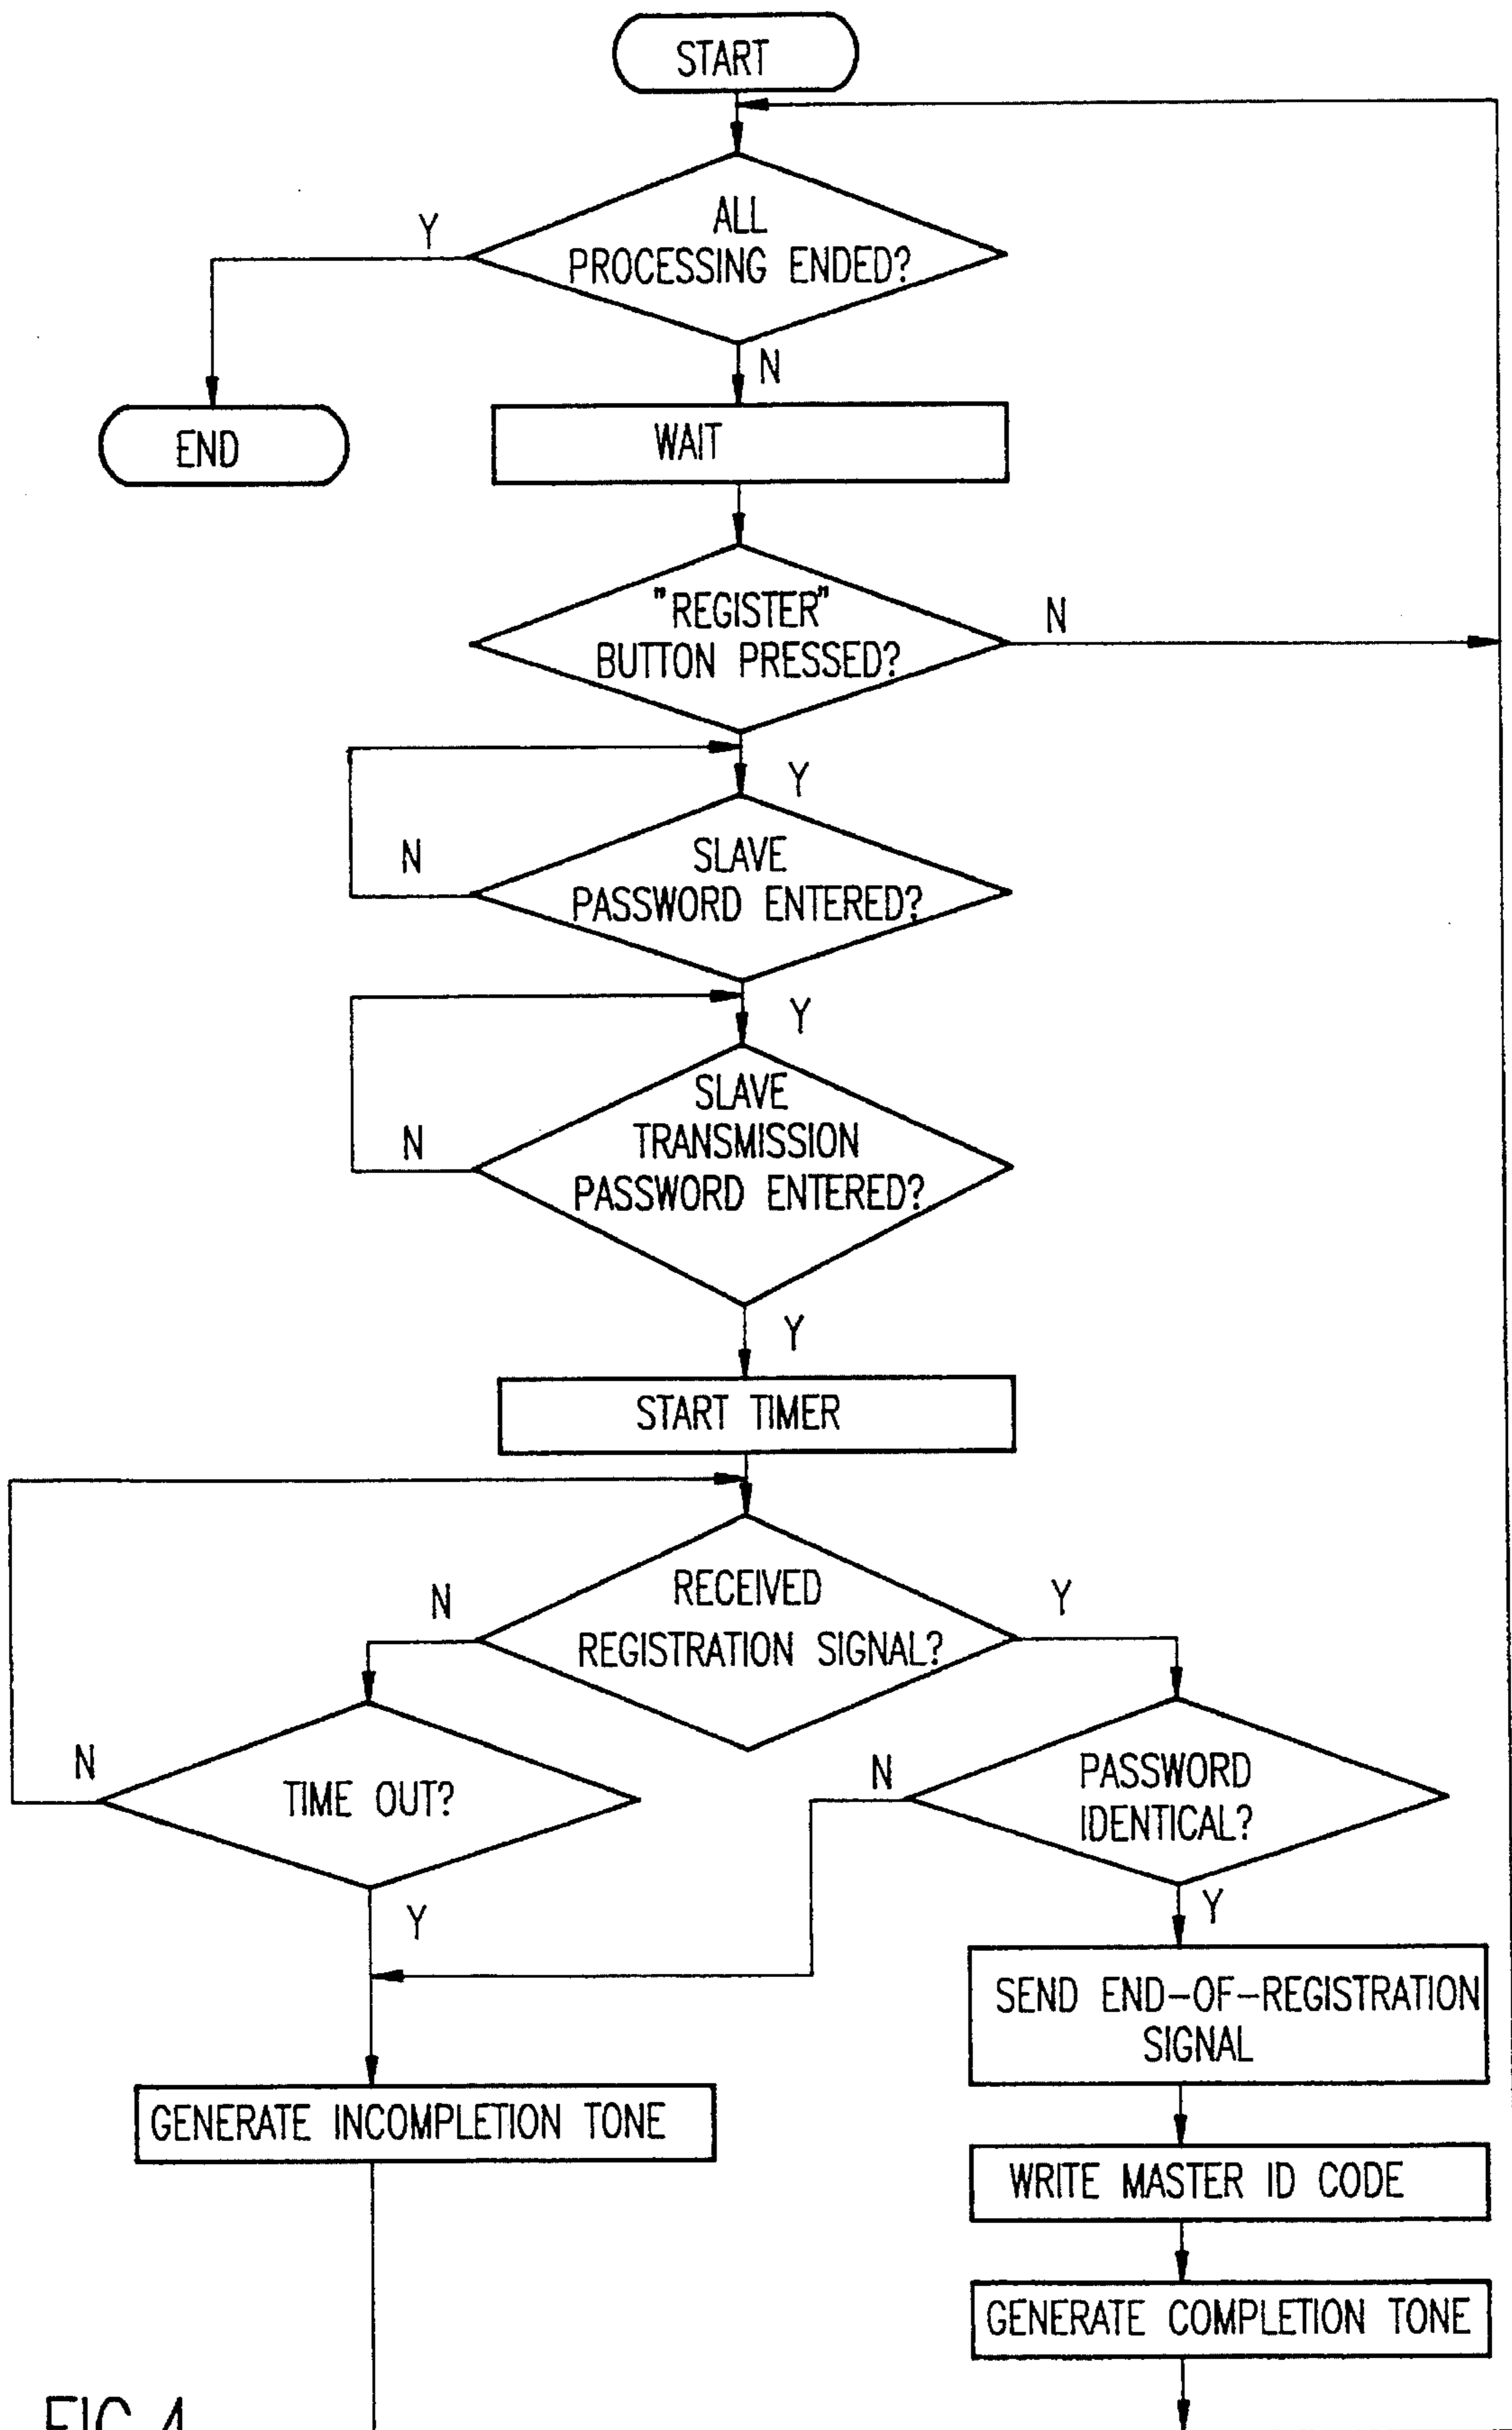 START
ALL
PROCESSING ENDED?
Y
N
END
WAIT
"REGISTER"
BUTTON PRESSED?
N
Y
SLAVE
PASSWORD ENTERED?
N
Y
SLAVE
TRANSMISSION
PASSWORD ENTERED?
N
Y
START TIMER
RECEIVED
REGISTRATION SIGNAL?
N
Y
TIME OUT?
N
PASSWORD
IDENTICAL?
N
Y
Y
SEND END-OF-REGISTRATION
SIGNAL
GENERATE INCOMPLETION TONE
WRITE MASTER ID CODE
GENERATE COMPLETION TONE
FIG.4